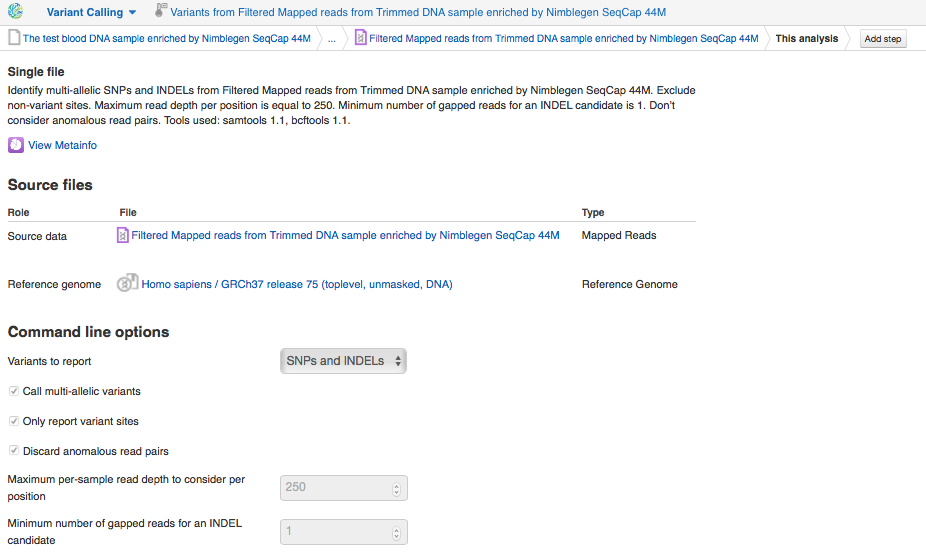 Variant Calling Variants from Filtered Mapped reads from Trimmed DNA sample enriched by Nimblegen SeqCap 44M
The test blood DNA sample enriched by Nimblegen SeqCap 44M ... Filtered Mapped reads from Trimmed DNA sample enriched by Nimblegen SeqCap 44M This analysis Add step
Single file
Identify multi-allelic SNPs and INDELs from Filtered Mapped reads from Trimmed DNA sample enriched by Nimblegen SeqCap 44M. Exclude
non-variant sites. Maximum read depth per position is equal to 250. Minimum number of gapped reads for an INDEL candidate is 1. Don't
consider anomalous read pairs. Tools used: samtools 1.1, bcftools 1.1.
View Metainfo
Source files
Role File Type
Source data Filtered Mapped reads from Trimmed DNA sample enriched by Nimblegen SeqCap 44M Mapped Reads
Reference genome Homo sapiens / GRCh37 release 75 (toplevel, unmasked, DNA) Reference Genome
Command line options
Variants to report SNPs and INDELs
Call multi-allelic variants
Only report variant sites
Discard anomalous read pairs
Maximum per-sample read depth to consider per
position
250
Minimum number of gapped reads for an INDEL
candidate
1